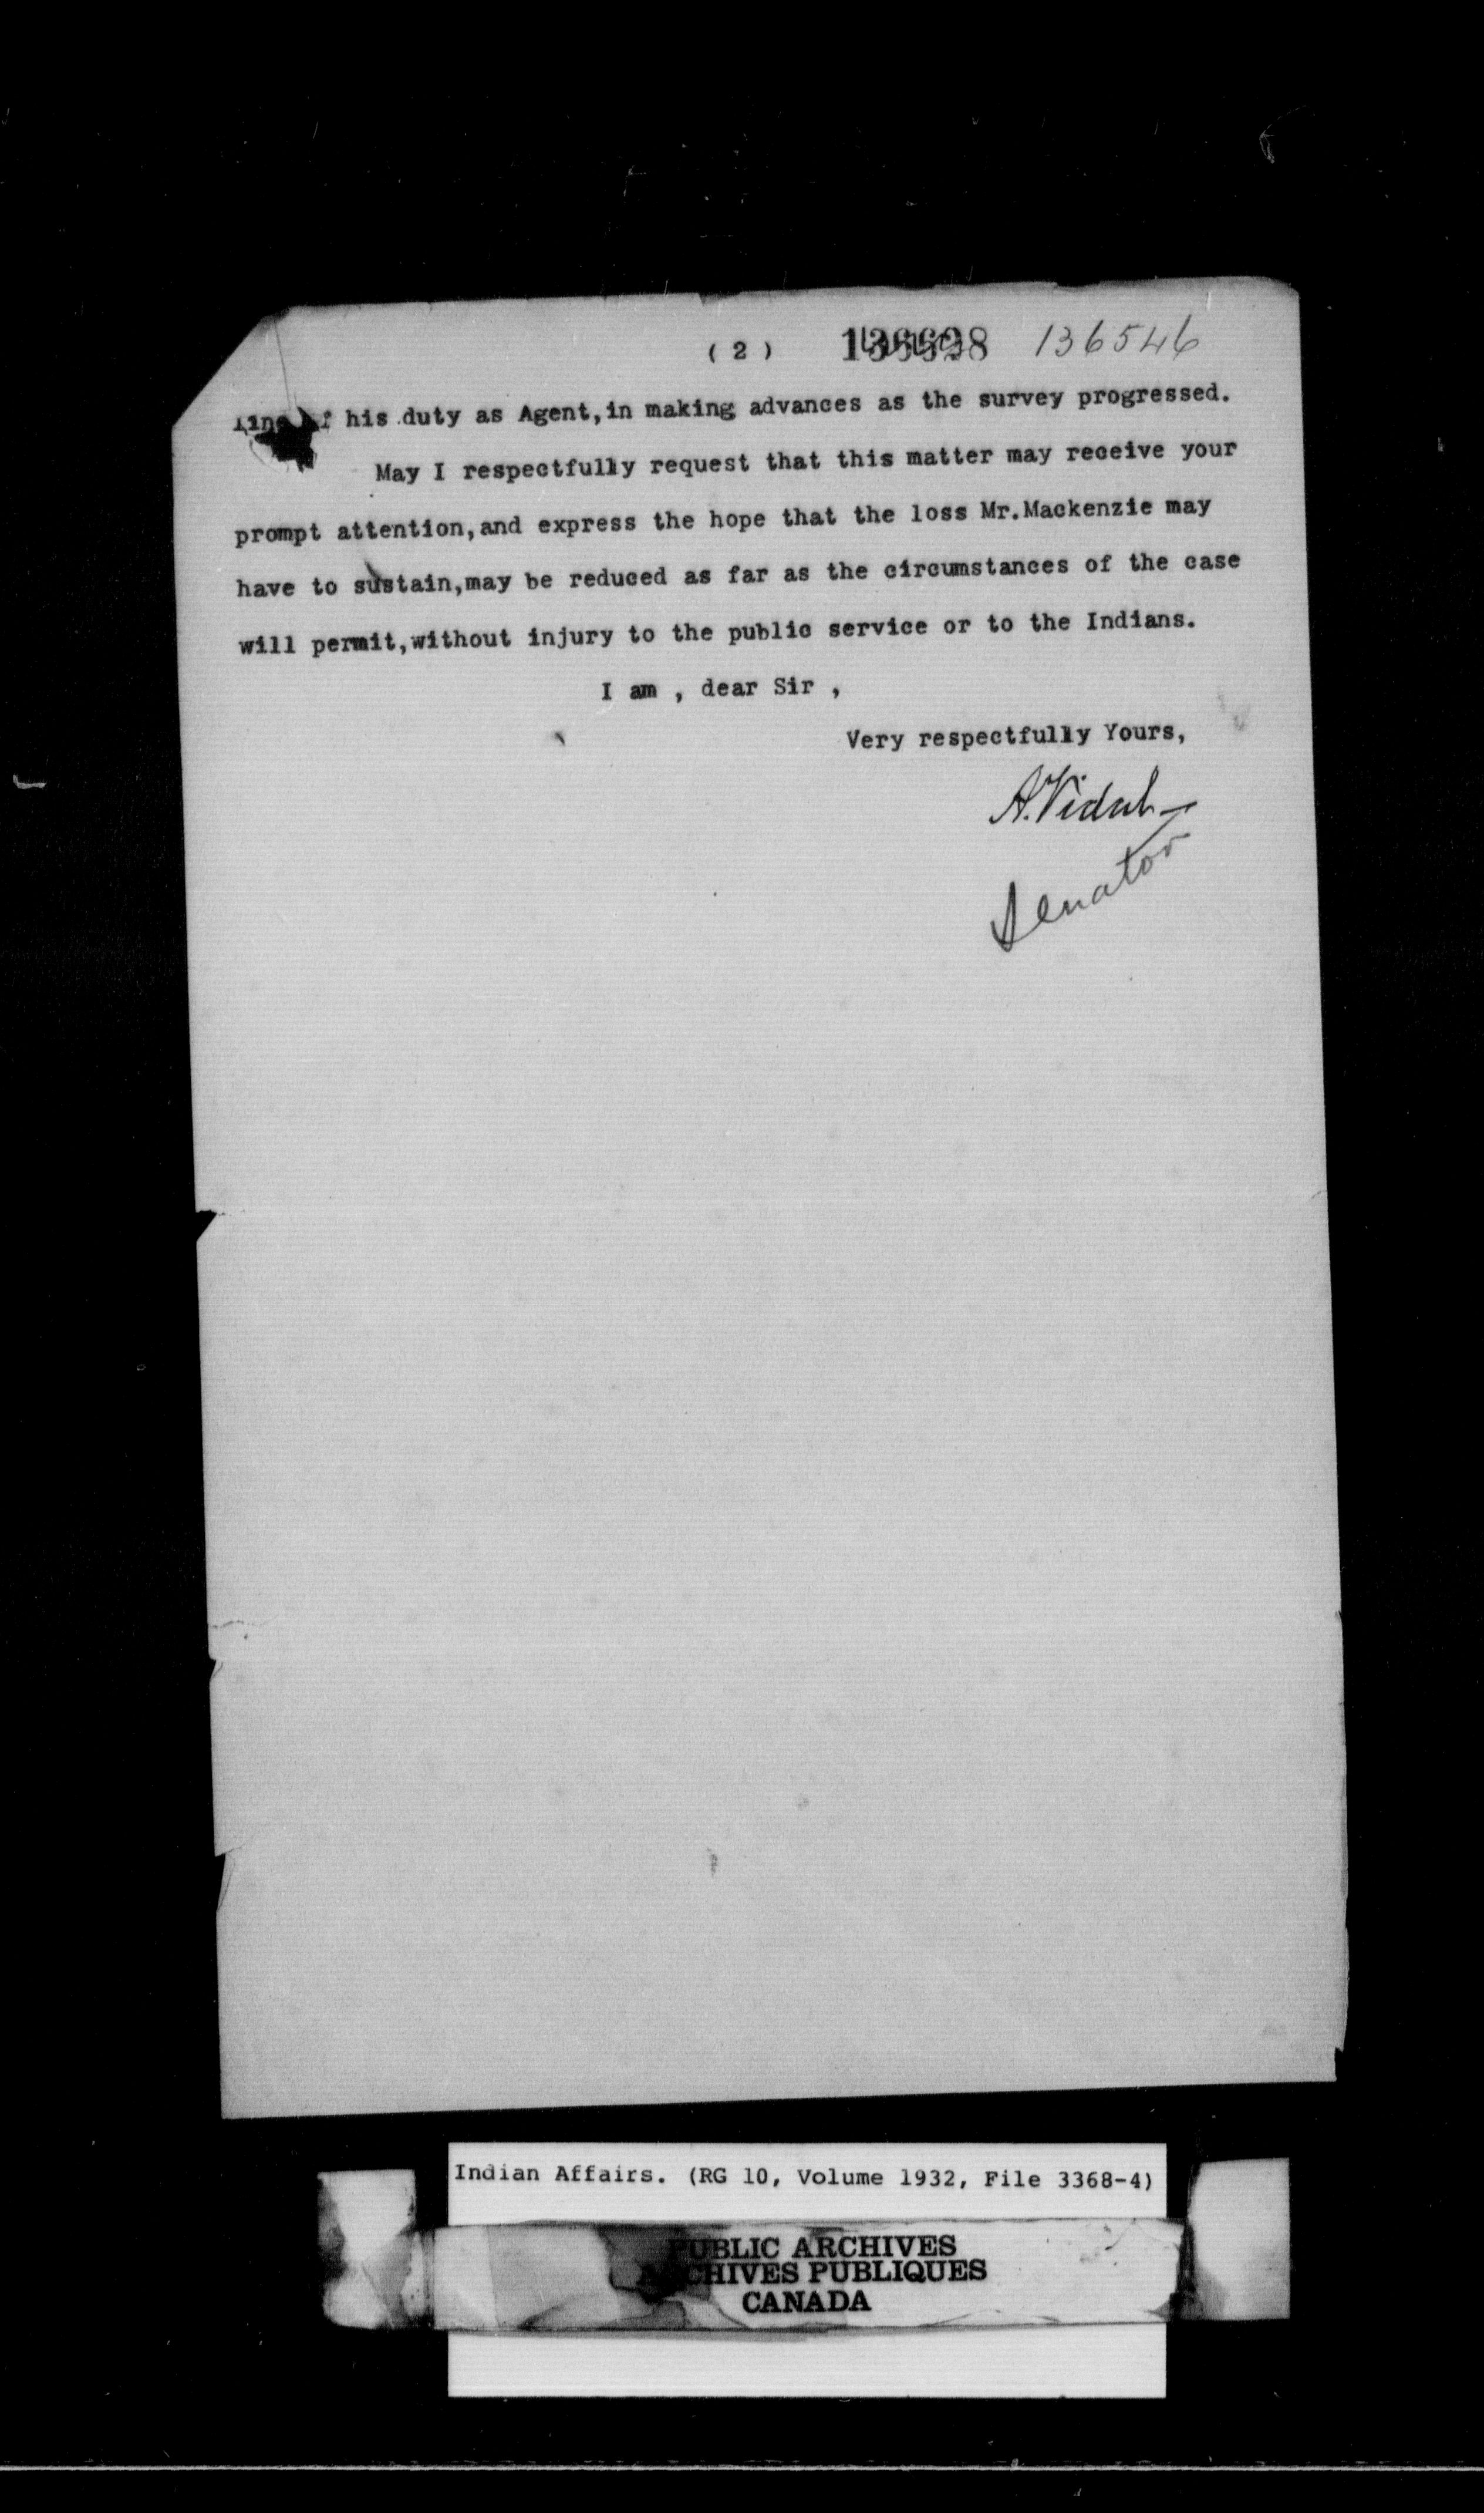 ( 2 ) 136546
line of his duty as Agent,in making advances as the survey progressed.
May I respectfully request that this matter may receive your
prompt attention,and express the hope that the loss Mr.Mackenzie may
have to sustain,may be reduced as far as the circumstances of the case
will permit,without injury to the public service or to the Indians.
I am , dear Sir ,
Very respectfully Yours,
A. Vidal
Senator
Indian Affairs. (RG 10, Volume 1932, File 3368-4)
PUBLIC ARCHIVES
ARCHIVES PUBLIQUES
CANADA